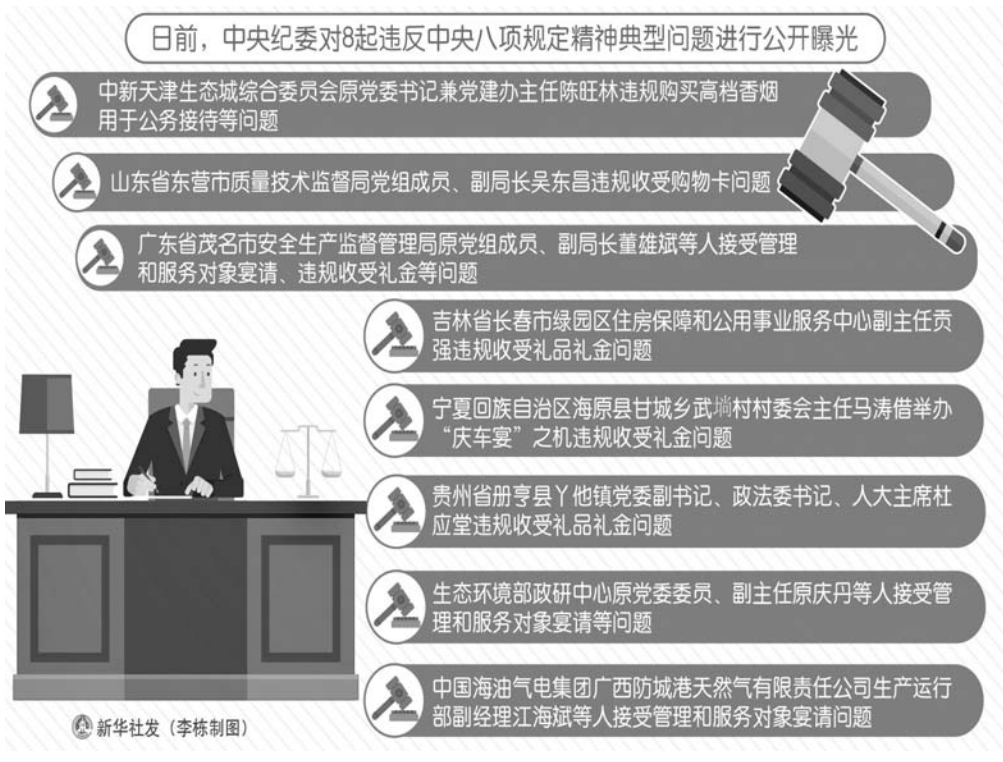 日前，中央纪委对8起违反中央八项规定精神典型问题进行公开曝光
中新天津生态城综合委员会原党委书记兼党建办主任陈旺林违规购买高档香烟
用于公务接待等问题
山东省东营市质量技术监督局党组成员、副局长吴东昌违规收受购物卡问题
广东省茂名市安全生产监督管理局原党组成员、副局长董雄斌等人接受管理
和服务对象宴请、违规收受礼金等问题
吉林省长春市绿园区住房保障和公用事业服务中心副主任贡
强违规收受礼品礼金问题
宁夏回族自治区海原县甘城乡武塥村村委会主任马涛借举办
“庆车宴”之机违规收受礼金问题
贵州省册亨县丫他镇党委副书记、政法委书记、人大主席杜
应堂违规收受礼品礼金问题
生态环境部政研中心原党委委员、副主任原庆丹等人接受管
理和服务对象宴请等问题
中国海油气电集团广西防城港天然气有限责任公司生产运行
部副经理江海斌等人接受管理和服务对象宴请问题
新华社发（李栋制图）